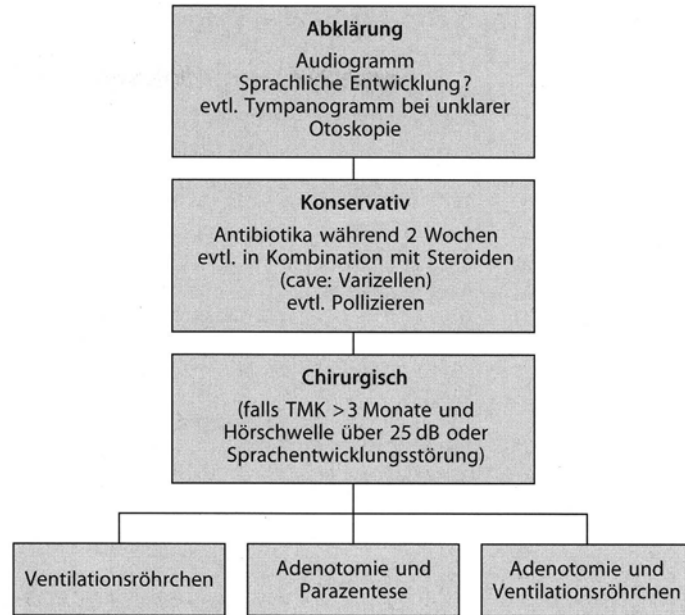 Abklärung
Audiogramm
Sprachliche Entwicklung?
evtl. Tympanogramm bei unklarer
Otoskopie
Konservativ
Antibiotika während 2 Wochen
evtl. in Kombination mit Steroiden
(cave: Varizellen)
evtl. Pollizieren
Chirurgisch
(falls TMK > 3 Monate und
Hörschwelle über 25 dB oder
Sprachentwicklungsstörung)
Ventilationsröhrchen
Adenotomie und
Parazentese
Adenotomie und
Ventilationsröhrchen